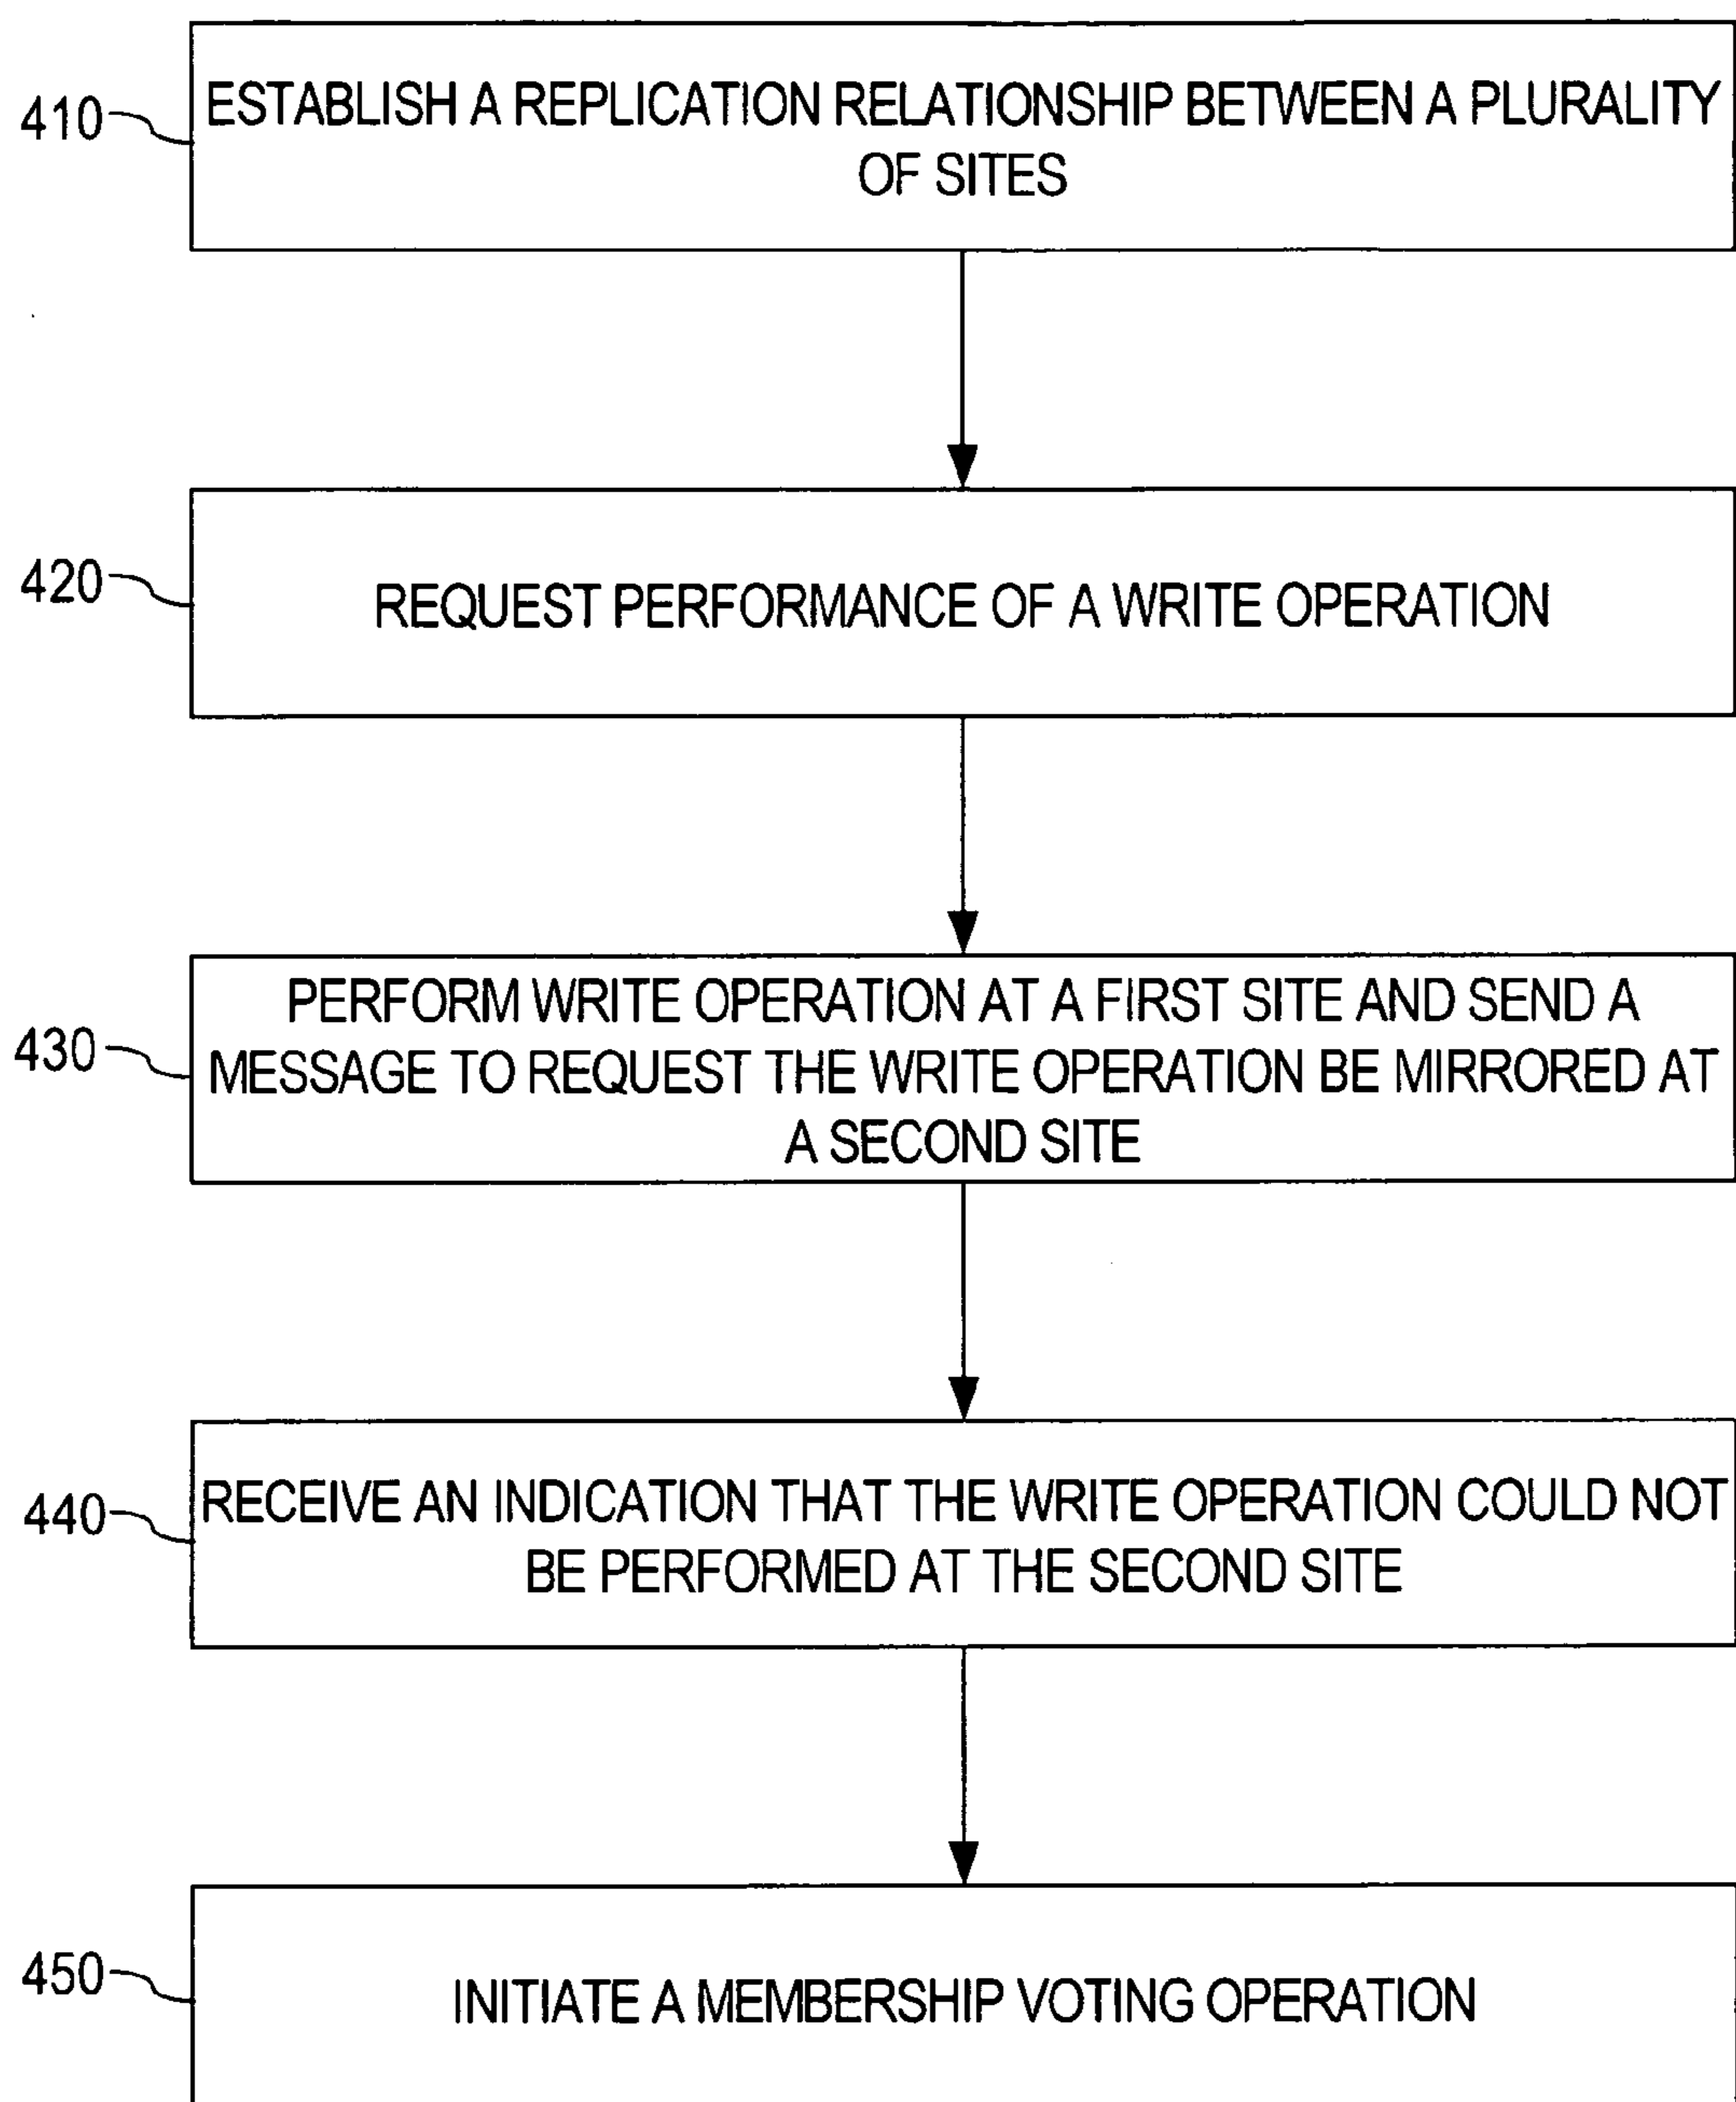 410
ESTABLISH A REPLICATION RELATIONSHIP BETWEEN A PLURALITY
OF SITES
420
REQUEST PERFORMANCE OF A WRITE OPERATION
430
PERFORM WRITE OPERATION AT A FIRST SITE AND SEND A
MESSAGE TO REQUEST THE WRITE OPERATION BE MIRRORED AT
A SECOND SITE
440
RECEIVE AN INDICATION THAT THE WRITE OPERATION COULD NOT
BE PERFORMED AT THE SECOND SITE
450
INITIATE A MEMBERSHIP VOTING OPERATION